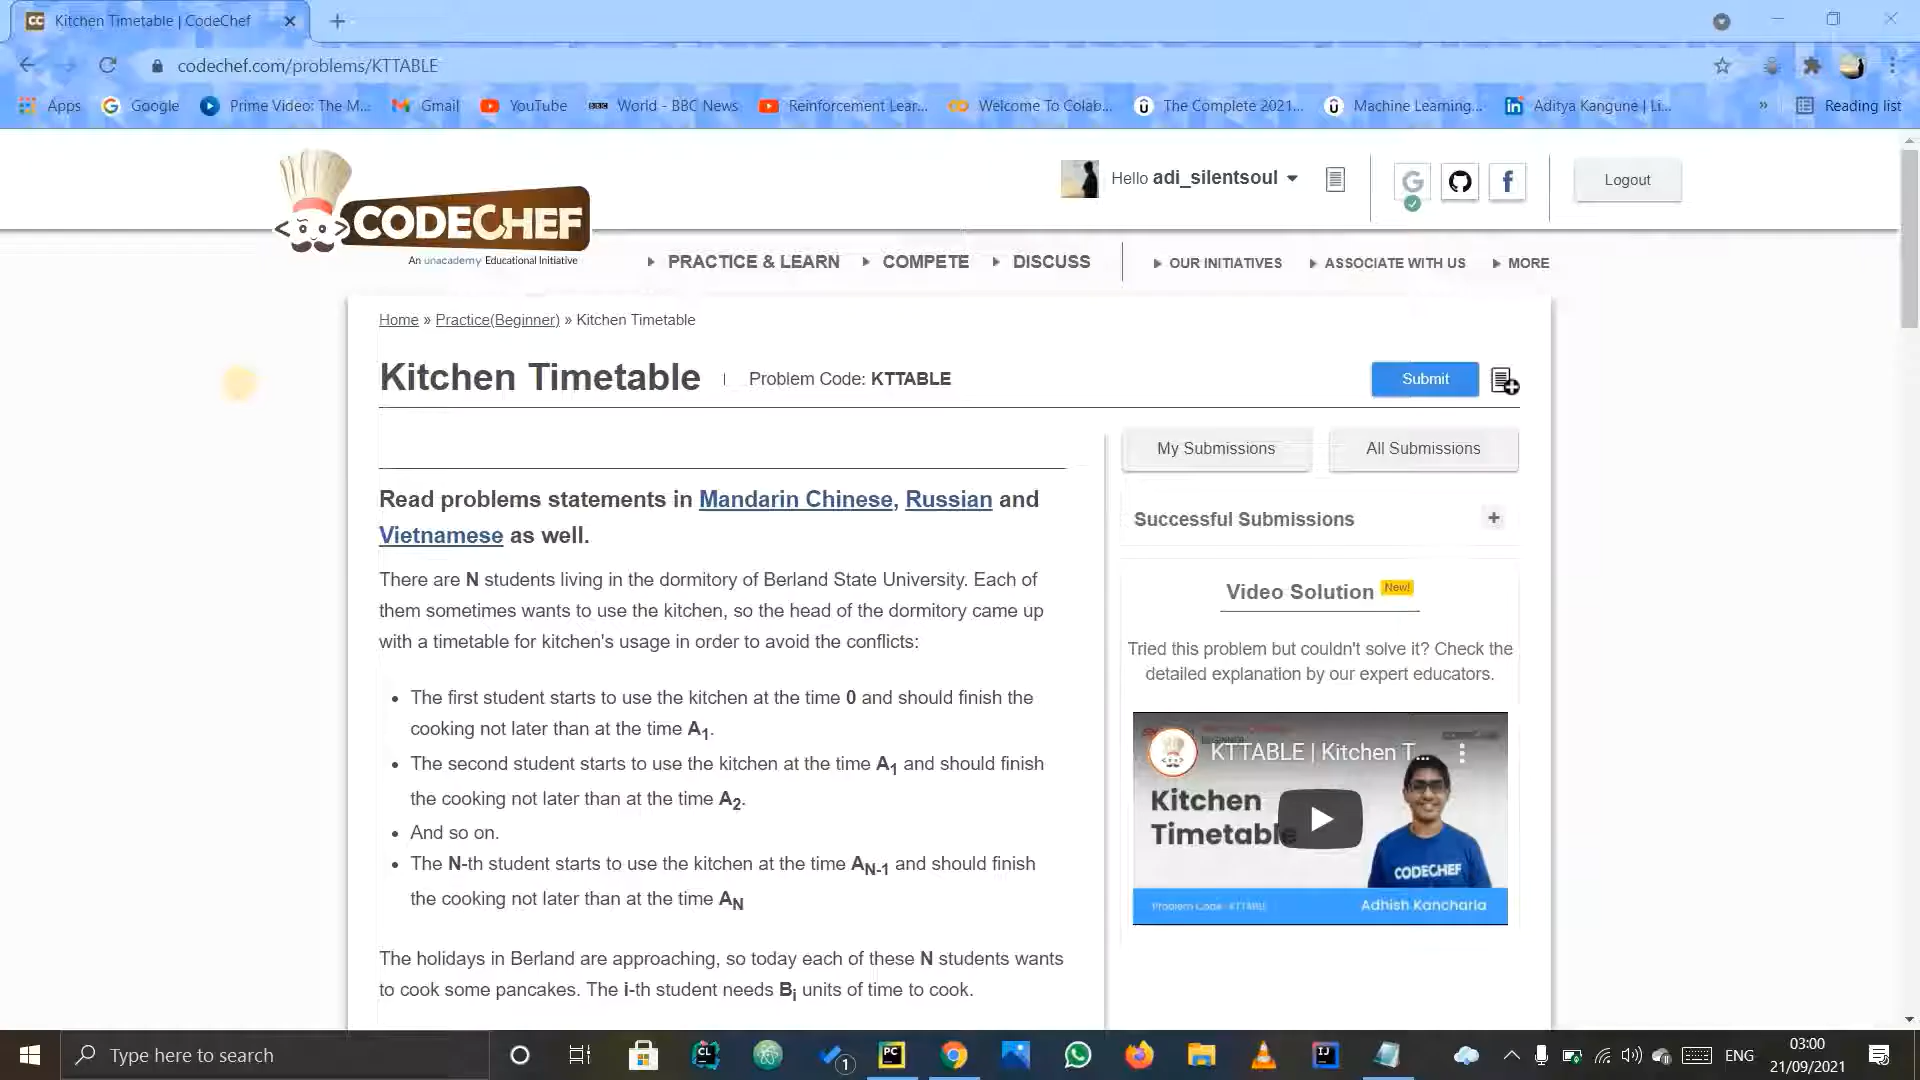 Kitchen Timetable | CodeChef
codechef.com/problems/KTTABLE
Apps Google Prime Video: The M... Gmail YouTube World - BBC News Reinforcement Lear... Welcome To Colab... The Complete 2021... Machine Learning... Aditya Kangune | Li... » Reading list
CODECHEF
An unacademy Educational Initiative
Hello adi_silentsoul
Logout
PRACTICE & LEARN COMPETE DISCUSS OUR INITIATIVES ASSOCIATE WITH US MORE
Home » Practice(Beginner) » Kitchen Timetable
Kitchen Timetable Problem Code: KTTABLE
Submit
My Submissions All Submissions
Read problems statements in Mandarin Chinese, Russian and
Vietnamese as well.
There are N students living in the dormitory of Berland State University. Each of
them sometimes wants to use the kitchen, so the head of the dormitory came up
with a timetable for kitchen's usage in order to avoid the conflicts:
• The first student starts to use the kitchen at the time 0 and should finish the
cooking not later than at the time A1.
• The second student starts to use the kitchen at the time A1 and should finish
the cooking not later than at the time A2.
• And so on.
• The N-th student starts to use the kitchen at the time AN-1 and should finish
the cooking not later than at the time AN
The holidays in Berland are approaching, so today each of these N students wants
to cook some pancakes. The i-th student needs Bi units of time to cook.
Successful Submissions +
Video Solution New!
Tried this problem but couldn't solve it? Check the
detailed explanation by our expert educators.
KTTABLE | Kitchen T...
Kitchen
Timetable
CODECHEF
Problem Code - KTTABLE
Adhish Kancharla
Type here to search
1
ENG
03:00
21/09/2021